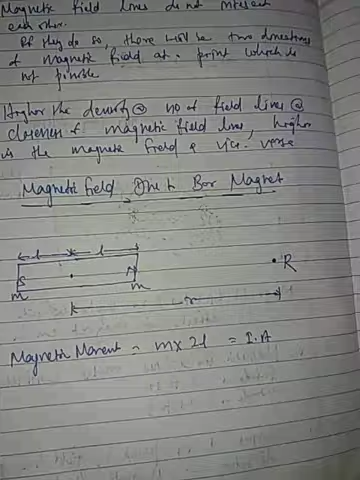 Magnetic field lines do not intersect
each other.
If they do so, there will be two directions
of magnetic field at a point which is
not possible
Higher the density @ no of field lines @
closeness of magnetic field lines, higher
is the magnetic field & vice-versa
Magnetic field Due to Bar Magnet
l l
S N
m m
R
r
Magnetic Moment = m x 2l = I.A